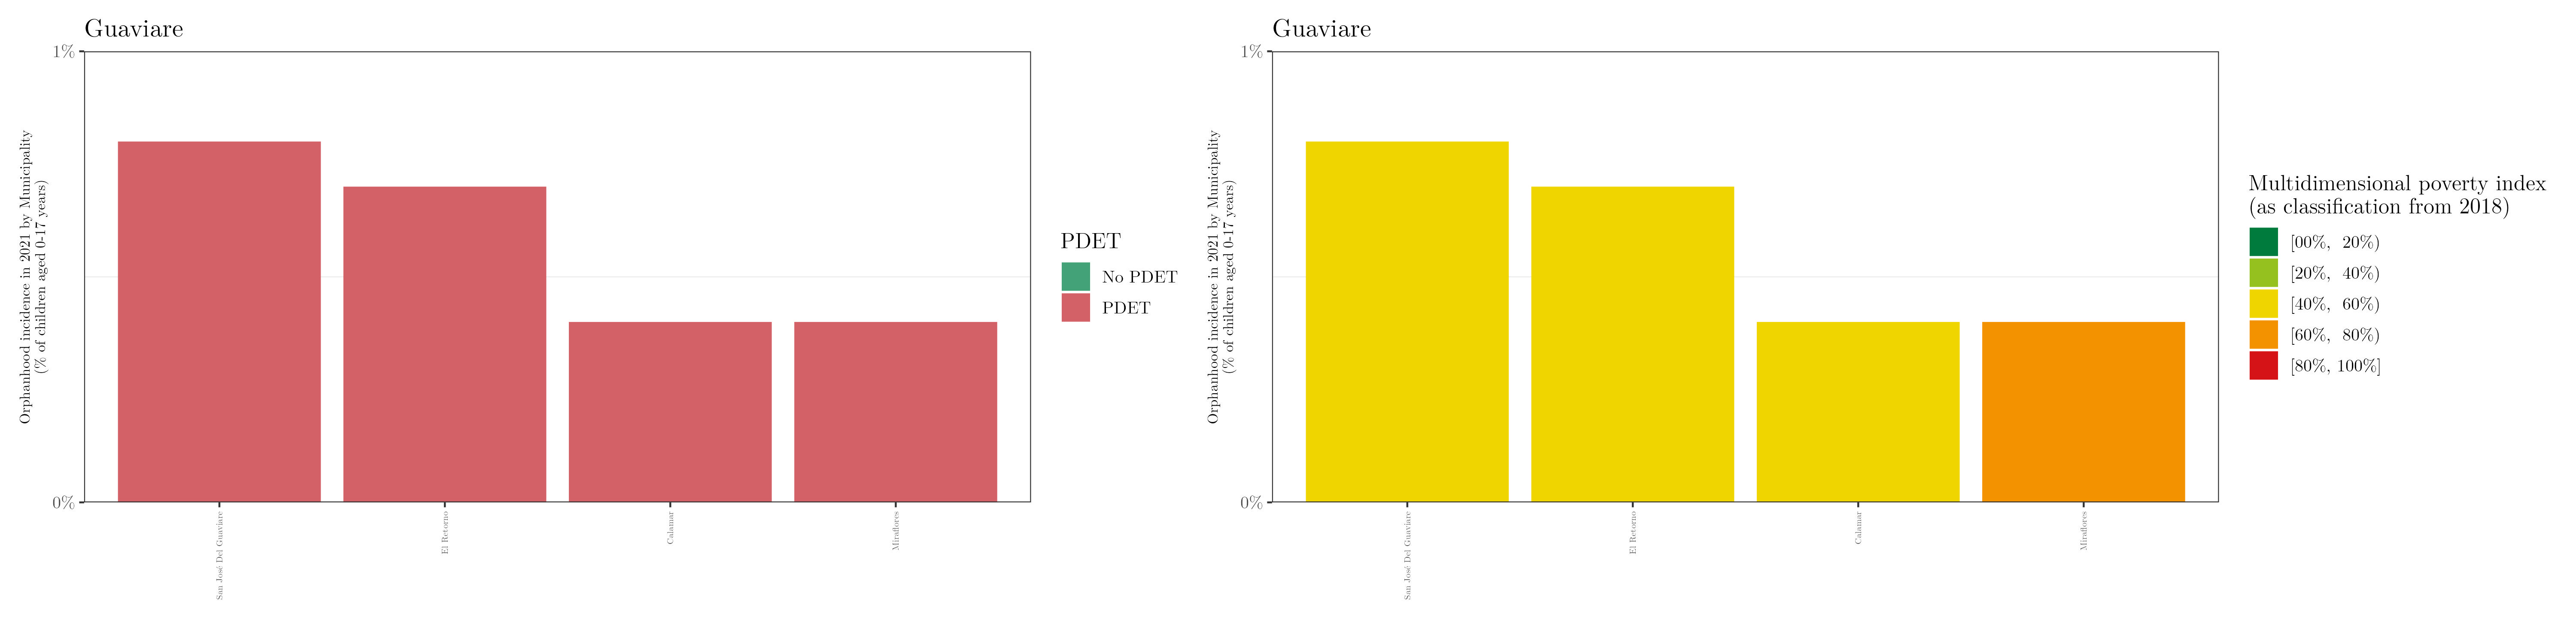 Guaviare
1%
0%
Orphanhood incidence in 2021 by Municipality
(% of children aged 0-17 years)
San José Del Guaviare
El Retorno
Calamar
Miraflores
PDET
No PDET
PDET
Guaviare
1%
0%
Orphanhood incidence in 2021 by Municipality
(% of children aged 0-17 years)
San José Del Guaviare
El Retorno
Calamar
Miraflores
Multidimensional poverty index
(as classification from 2018)
[00%, 20%)
[20%, 40%)
[40%, 60%)
[60%, 80%)
[80%, 100%]